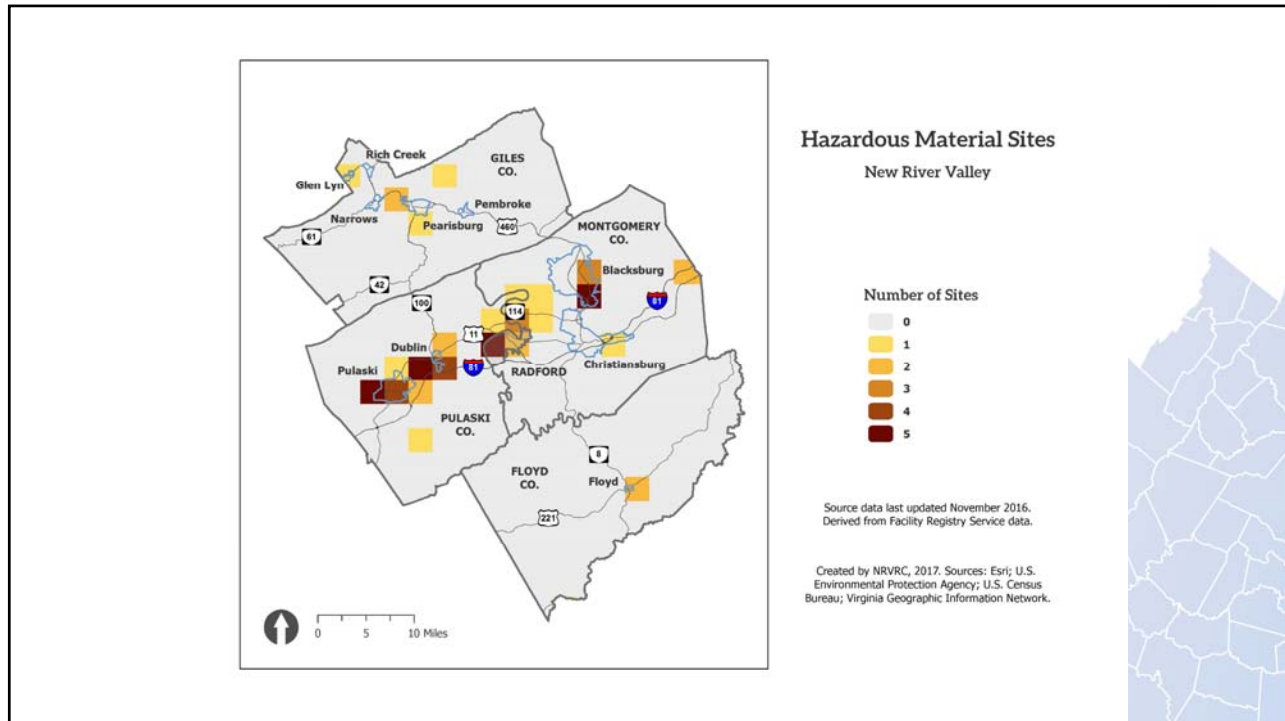 Hazardous Material Sites
New River Valley
Rich Creek
GILES
CO.
Glen Lyn
Narrows
Pembroke
Pearisburg
460
61
MONTGOMERY
CO.
42
Blacksburg
100
81
114
11
Dublin
Pulaski
81
RADFORD
Christiansburg
PULASKI
CO.
8
FLOYD
CO.
Floyd
221
0 5 10 Miles
Number of Sites
0
1
2
3
4
5
Source data last updated November 2016.
Derived from Facility Registry Service data.
Created by NRVRC, 2017. Sources: Esri; U.S.
Environmental Protection Agency; U.S. Census
Bureau; Virginia Geographic Information Network.